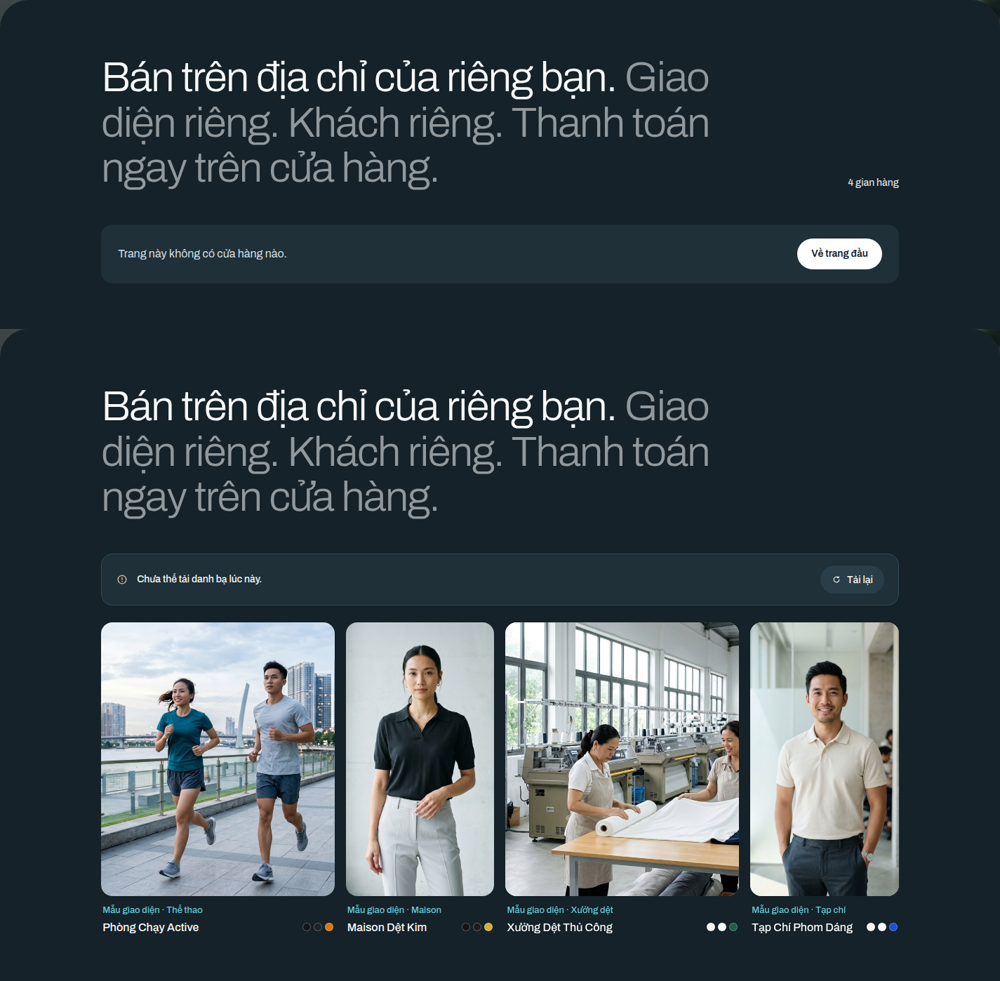 Bán trên địa chỉ của riêng bạn. Giao
diện riêng. Khách riêng. Thanh toán
ngay trên cửa hàng.
4 gian hàng
Trang này không có cửa hàng nào.
Về trang đầu
Bán trên địa chỉ của riêng bạn. Giao
diện riêng. Khách riêng. Thanh toán
ngay trên cửa hàng.
Chưa thể tải danh bạ lúc này.
Tải lại
Mẫu giao diện · Thể thao
Phòng Chạy Active
Mẫu giao diện · Maison
Maison Dệt Kim
Mẫu giao diện · Xưởng dệt
Xưởng Dệt Thủ Công
Mẫu giao diện · Tạp chí
Tạp Chí Phom Dáng